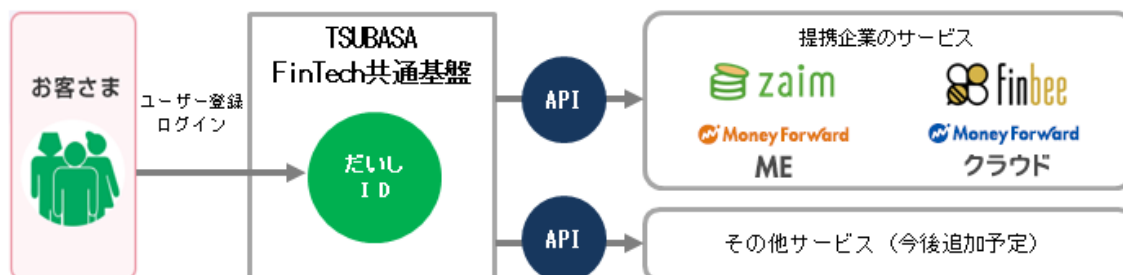 お客さま
ユーザー登録
ログイン
TSUBASA
FinTech共通基盤
だいし
ID
API
提携企業のサービス
zaim
finbee
Money Forward
ME
Money Forward
クラウド
API
その他サービス（今後追加予定）